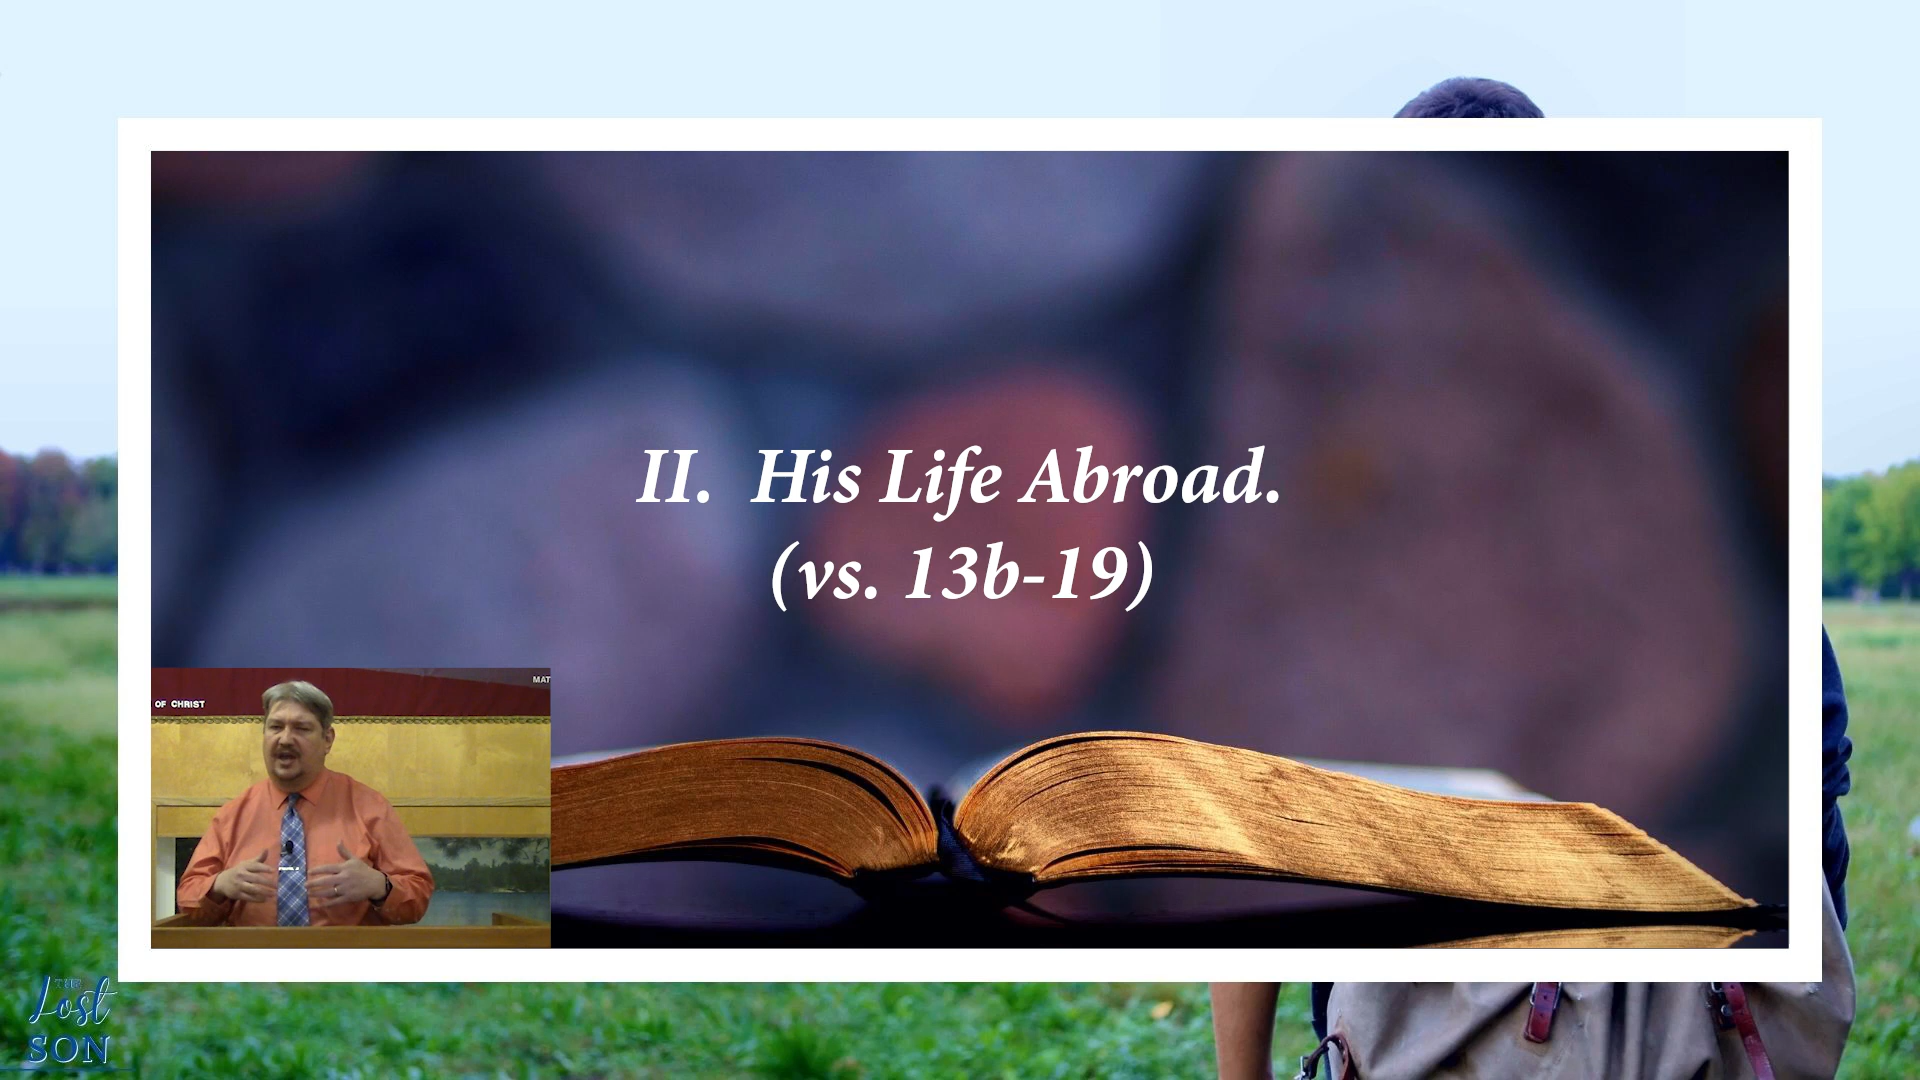 II. His Life Abroad.
(vs. 13b-19)
MAT
OF CHRIST
THE
Lost
SON